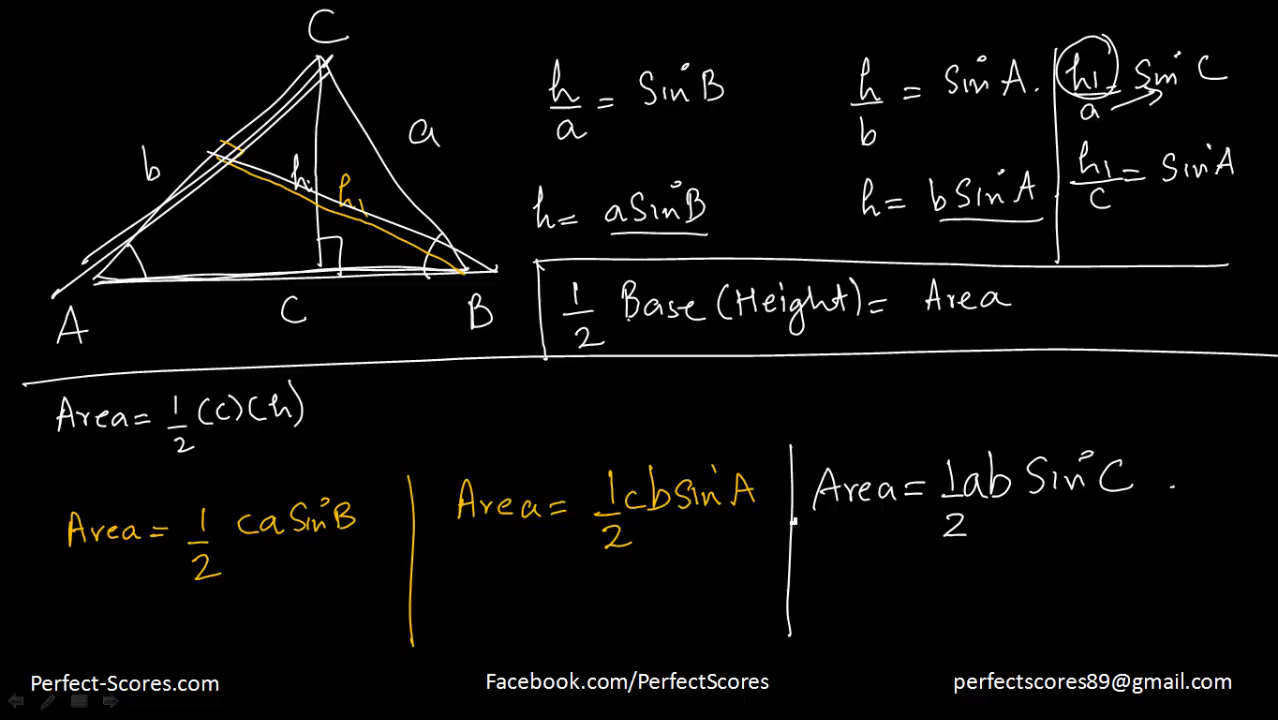 C
b
a
h
h1
A
C
B
h/a = Sin B
h = a Sin B
h/b = Sin A.
h = b Sin A
h1/a = Sin C
h1/c = Sin A
1/2 Base (Height) = Area
Area = 1/2 (c) (h)
Area = 1/2 ca Sin B
Area = 1/2 cb sin A
Area = 1/2 ab Sin C .
Perfect-Scores.com
Facebook.com/PerfectScores
perfectscores89@gmail.com